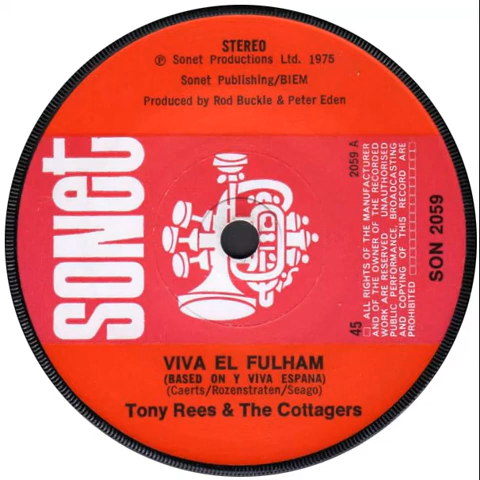 STEREO
℗ Sonet Productions Ltd. 1975
Sonet Publishing/BIEM
Produced by Rod Buckle & Peter Eden
sonet
45
2059 A
□ ALL RIGHTS OF THE MANUFACTURER
AND OF THE OWNER OF THE RECORDED
WORK ARE RESERVED UNAUTHORISED
PUBLIC PERFORMANCE, BROADCASTING
AND COPYING OF THIS RECORD ARE
PROHIBITED
SON 2059
VIVA EL FULHAM
(BASED ON Y VIVA ESPANA)
(Caerts/Rozenstraten/Seago)
Tony Rees & The Cottagers